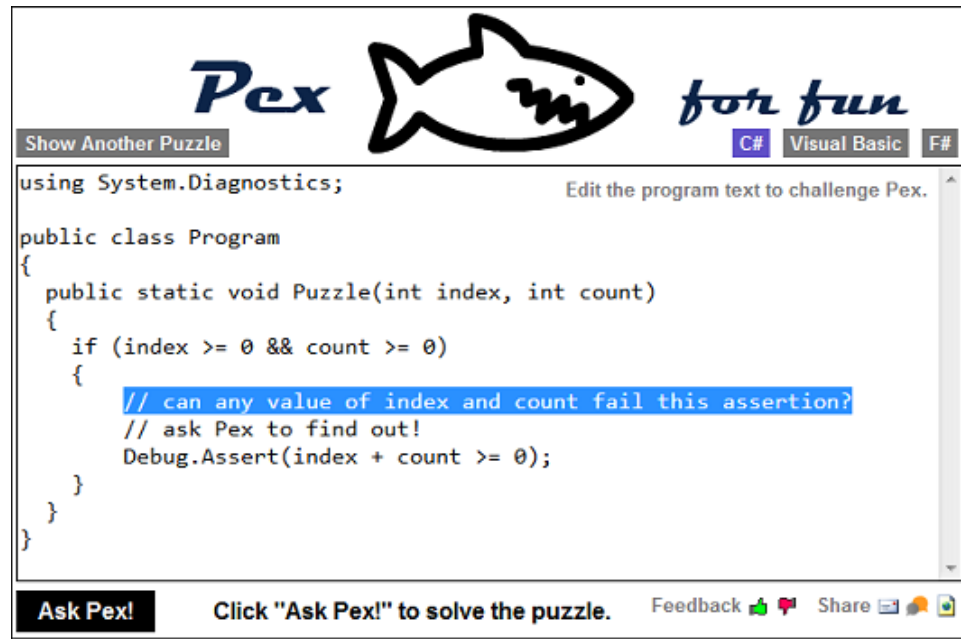 Pex for fun
Show Another Puzzle
C# Visual Basic F#
using System.Diagnostics;
Edit the program text to challenge Pex.
public class Program
{
  public static void Puzzle(int index, int count)
  {
    if (index >= 0 && count >= 0)
    {
        // can any value of index and count fail this assertion?
        // ask Pex to find out!
        Debug.Assert(index + count >= 0);
    }
  }
}
Ask Pex!
Click "Ask Pex!" to solve the puzzle.
Feedback
Share